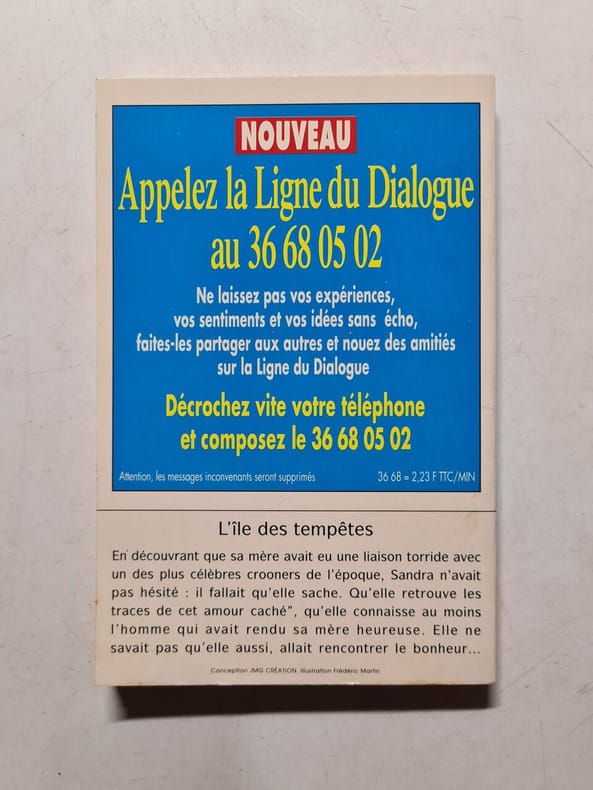 NOUVEAU
Appelez la Ligne du Dialogue
au 36 68 05 02
Ne laissez pas vos expériences,
vos sentiments et vos idées sans écho,
faites-les partager aux autres et nouez des amitiés
sur la Ligne du Dialogue
Décrochez vite votre téléphone
et composez le 36 68 05 02
Attention, les messages inconvenants seront supprimés
36 68 = 2,23 F TTC/MIN
L'île des tempêtes
En découvrant que sa mère avait eu une liaison torride avec
un des plus célèbres crooners de l'époque, Sandra n'avait
pas hésité : il fallait qu'elle sache. Qu'elle retrouve les
traces de cet amour caché", qu'elle connaisse au moins
l'homme qui avait rendu sa mère heureuse. Elle ne
savait pas qu'elle aussi, allait rencontrer le bonheur...
Conception JMG CRÉATION. Illustration Frédéric Martin